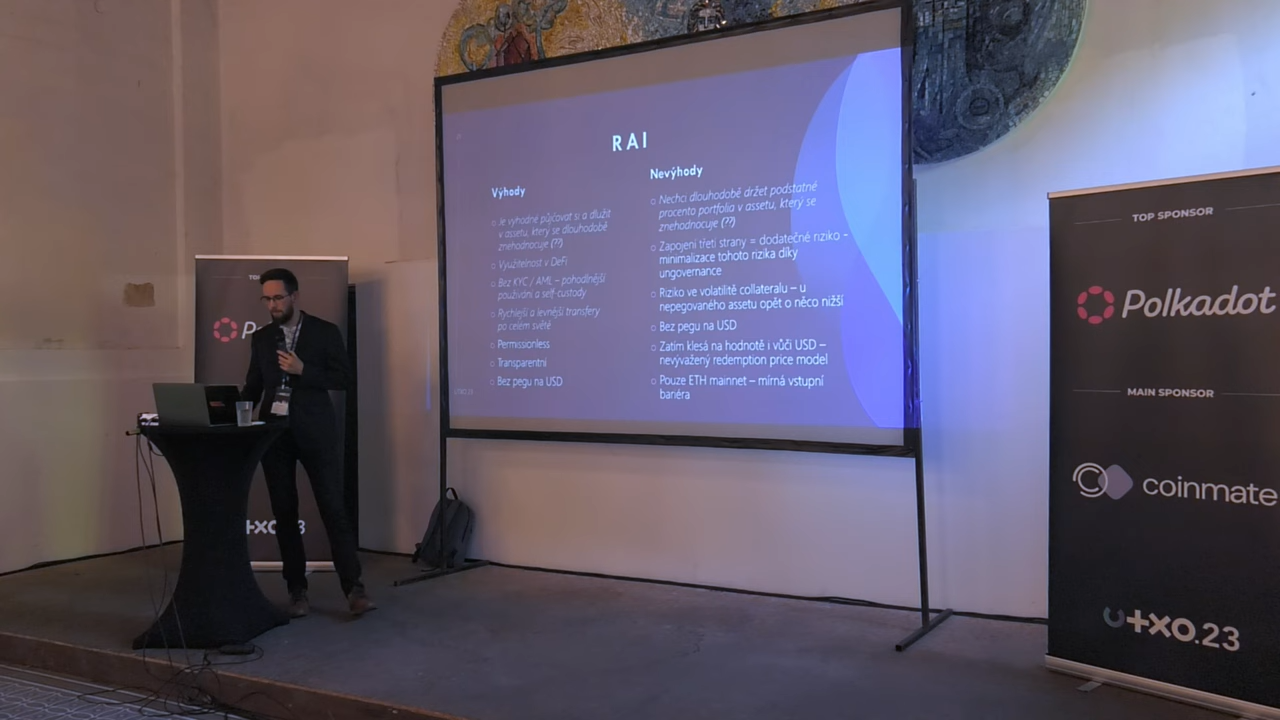 RAI
Výhody
Je výhodné půjčovat si a dlužit
v assetu, který se dlouhodobě
znehodnocuje (??)
Využitelnost v DeFi
Bez KYC / AML – pohodlnější
používání a self-custody
Rychlejší a levnější transfery
po celém světě
Permissionless
Transparentní
Bez pegu na USD
Nevýhody
Nechci dlouhodobě držet podstatné
procento portfolia v assetu, který se
znehodnocuje (??)
Zapojení třetí strany = dodatečné riziko –
minimalizace tohoto rizika díky
ungovernance
Riziko ve volatilitě collateralu – u
nepegovaného assetu opět o něco nižší
Bez pegu na USD
Zatím klesá na hodnotě i vůči USD –
nevyvážený redemption price model
Pouze ETH mainnet – mírná vstupní
bariéra
TOP SPONSOR
Polkadot
MAIN SPONSOR
coinmate
utxo.23